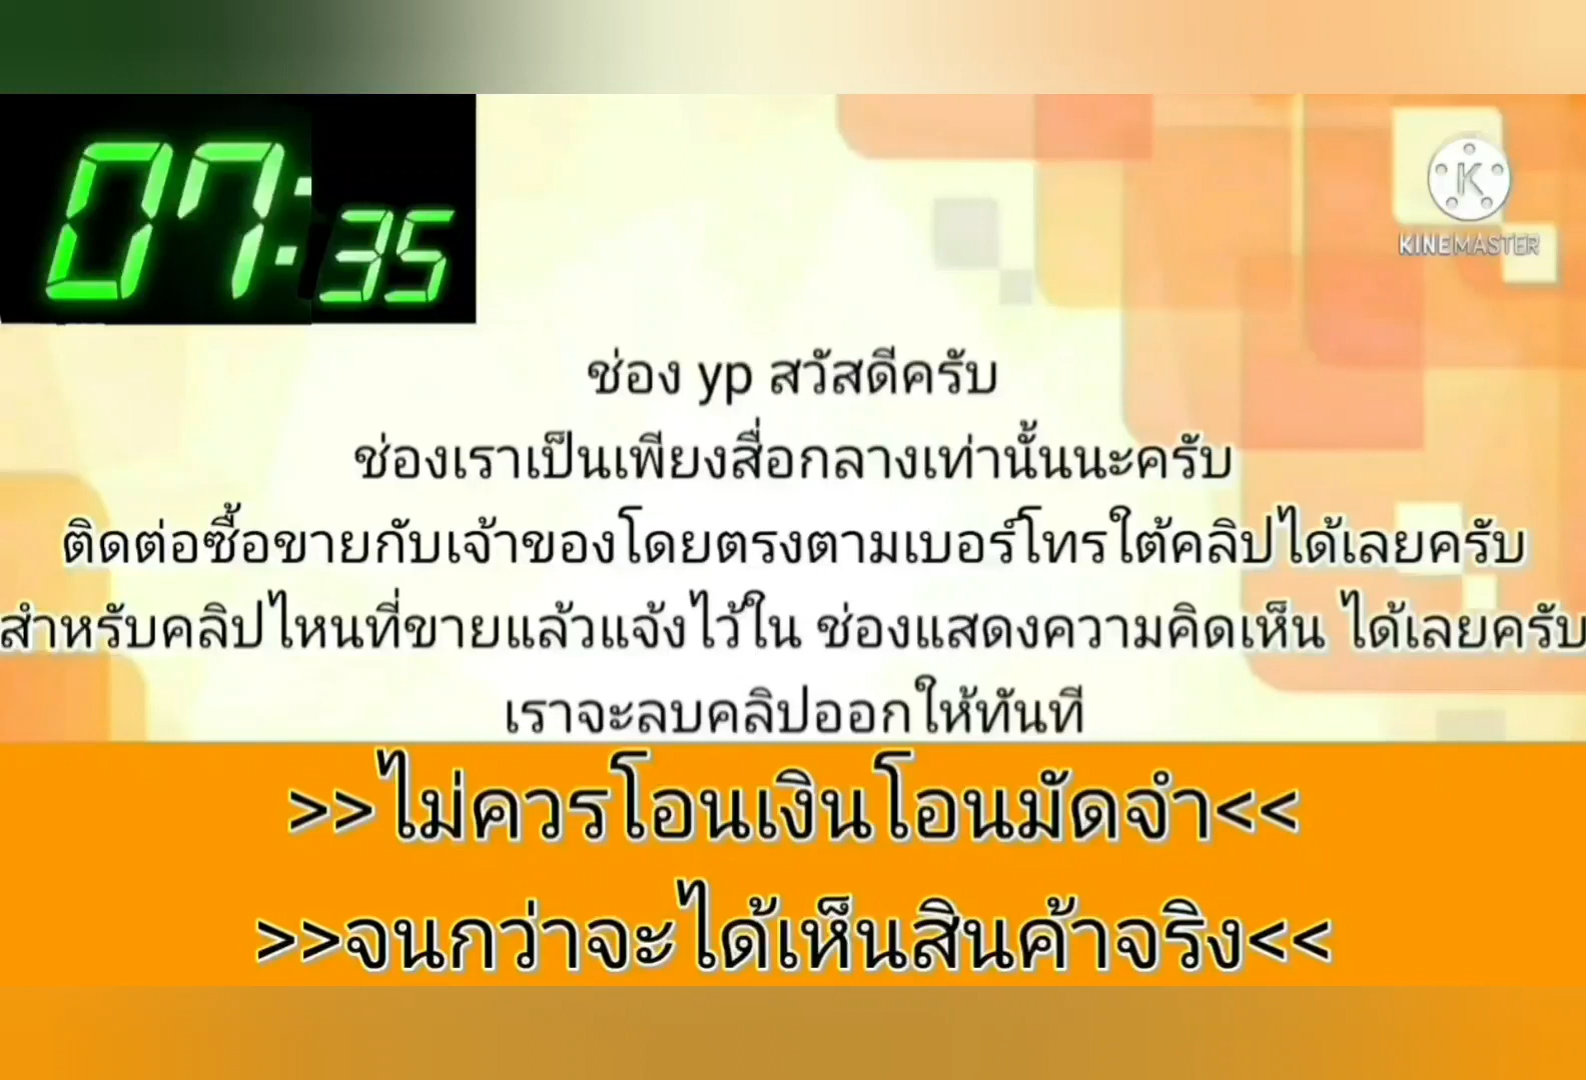 07:35
KINEMASTER
ช่อง yp สวัสดีครับ
ช่องเราเป็นเพียงสื่อกลางเท่านั้นนะครับ
ติดต่อซื้อขายกับเจ้าของโดยตรงตามเบอร์โทรใต้คลิปได้เลยครับ
สำหรับคลิปไหนที่ขายแล้วแจ้งไว้ใน ช่องแสดงความคิดเห็น ได้เลยครับ
เราจะลบคลิปออกให้ทันที
>>ไม่ควรโอนเงินโอนมัดจำ<<
>>จนกว่าจะได้เห็นสินค้าจริง<<